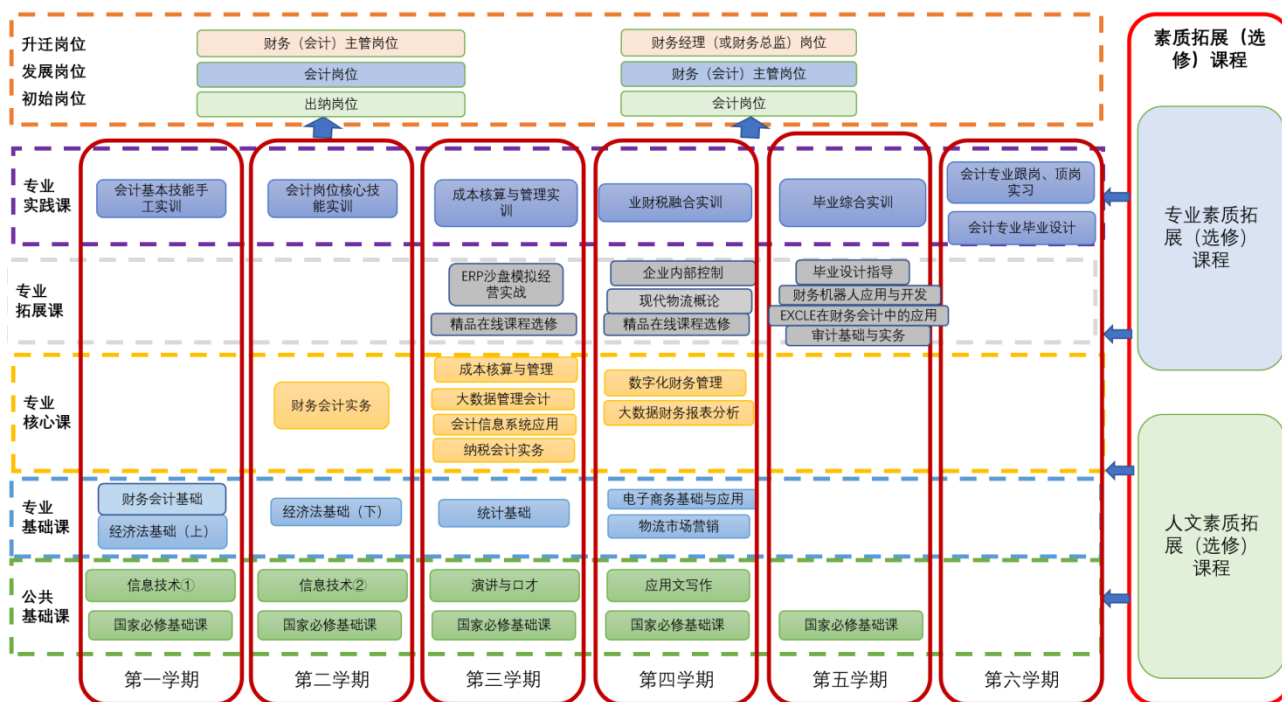 升迁岗位
发展岗位
初始岗位
财务（会计）主管岗位
会计岗位
出纳岗位
财务经理（或财务总监）岗位
财务（会计）主管岗位
会计岗位
素质拓展（选
修）课程
专业素质拓
展（选修）
课程
人文素质拓
展（选修）
课程
专业
实践课
会计基本技能手
工实训
会计岗位核心技
能实训
成本核算与管理实
训
业财税融合实训
毕业综合实训
会计专业跟岗、顶岗
实习
会计专业毕业设计
专业
拓展课
ERP沙盘模拟经
营实战
精品在线课程选修
企业内部控制
现代物流概论
精品在线课程选修
毕业设计指导
财务机器人应用与开发
EXCLE在财务会计中的应用
审计基础与实务
专业
核心课
财务会计实务
成本核算与管理
大数据管理会计
会计信息系统应用
纳税会计实务
数字化财务管理
大数据财务报表分析
专业
基础课
财务会计基础
经济法基础（上）
经济法基础（下）
统计基础
电子商务基础与应用
物流市场营销
公共
基础课
信息技术①
国家必修基础课
信息技术②
国家必修基础课
演讲与口才
国家必修基础课
应用文写作
国家必修基础课
国家必修基础课
第一学期
第二学期
第三学期
第四学期
第五学期
第六学期